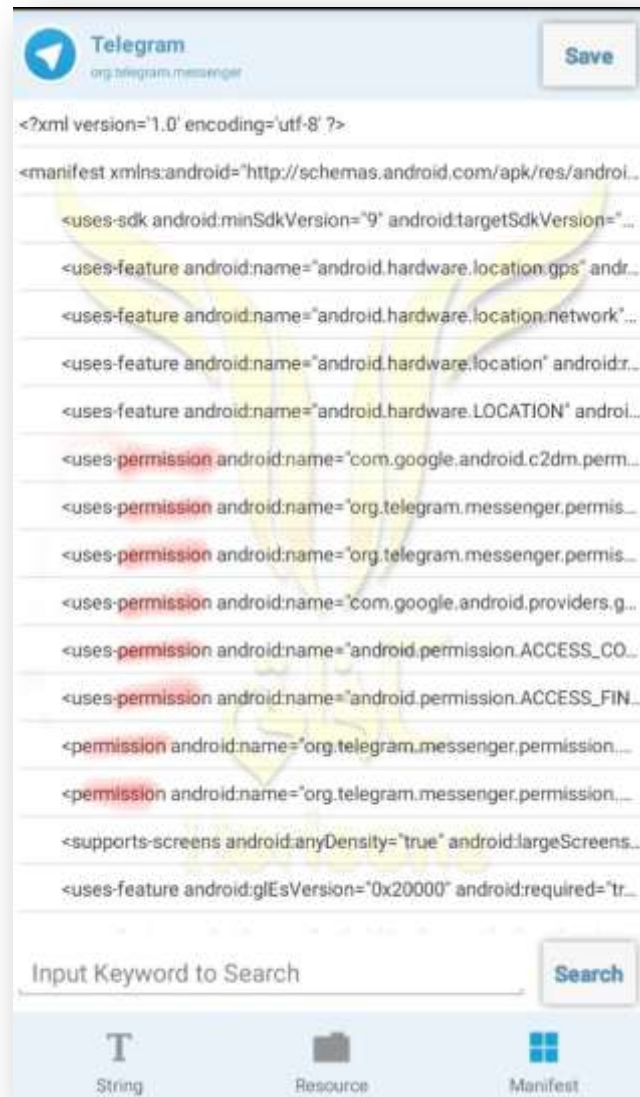 Telegram
org.telegram.messenger
Save
<?xml version='1.0' encoding='utf-8' ?>
<manifest xmlns:android="http://schemas.android.com/apk/res/androi...
<uses-sdk android:minSdkVersion="9" android:targetSdkVersion="...
<uses-feature android:name="android.hardware.location.gps" andr...
<uses-feature android:name="android.hardware.location.network"...
<uses-feature android:name="android.hardware.location" android:r...
<uses-feature android:name="android.hardware.LOCATION" androi...
<uses-permission android:name="com.google.android.c2dm.perm...
<uses-permission android:name="org.telegram.messenger.permis...
<uses-permission android:name="org.telegram.messenger.permis...
<uses-permission android:name="com.google.android.providers.g...
<uses-permission android:name="android.permission.ACCESS_CO...
<uses-permission android:name="android.permission.ACCESS_FIN...
<permission android:name="org.telegram.messenger.permission....
<permission android:name="org.telegram.messenger.permission....
<supports-screens android:anyDensity="true" android:largeScreens...
<uses-feature android:glEsVersion="0x20000" android:required="tr...
Input Keyword to Search
Search
T
String
Resource
Manifest